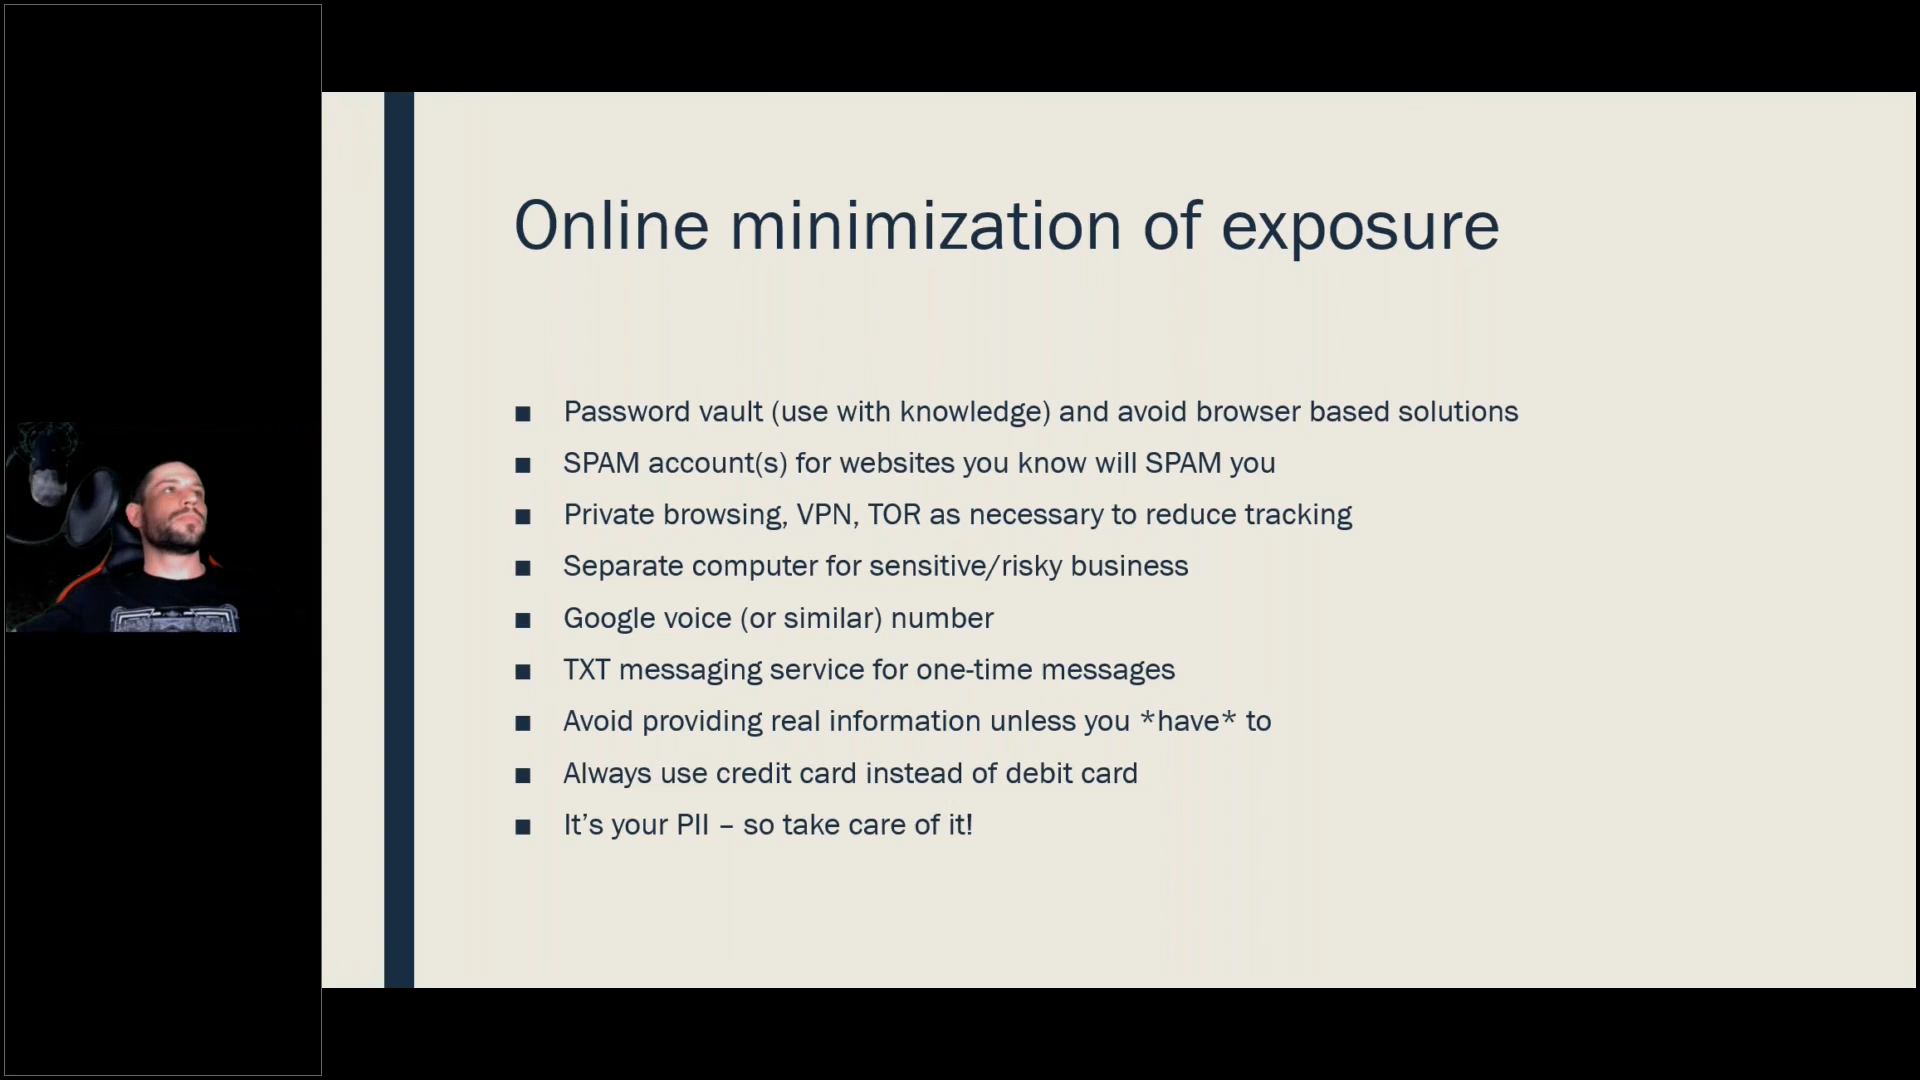 Online minimization of exposure
■ Password vault (use with knowledge) and avoid browser based solutions
■ SPAM account(s) for websites you know will SPAM you
■ Private browsing, VPN, TOR as necessary to reduce tracking
■ Separate computer for sensitive/risky business
■ Google voice (or similar) number
■ TXT messaging service for one-time messages
■ Avoid providing real information unless you *have* to
■ Always use credit card instead of debit card
■ It’s your PII – so take care of it!